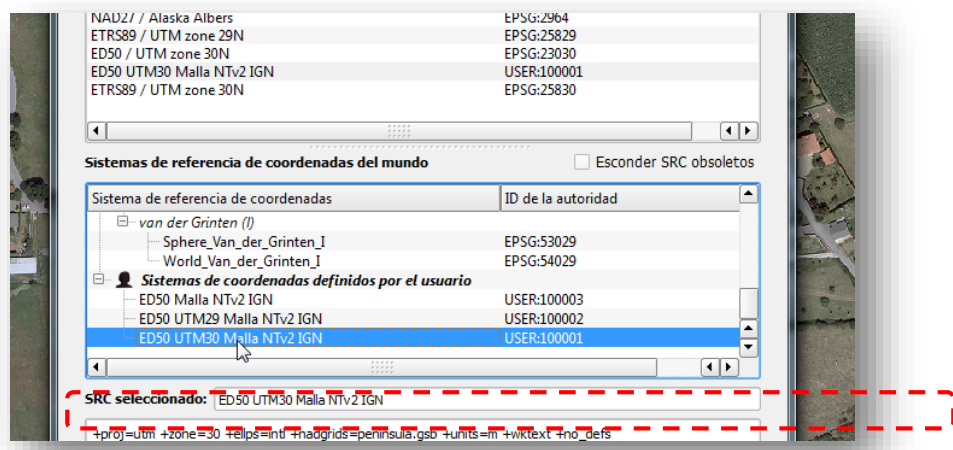 NAD27 / Alaska Albers EPSG:2964
ETRS89 / UTM zone 29N EPSG:25829
ED50 / UTM zone 30N EPSG:23030
ED50 UTM30 Malla NTv2 IGN USER:100001
ETRS89 / UTM zone 30N EPSG:25830
Sistemas de referencia de coordenadas del mundo Esconder SRC obsoletos
Sistema de referencia de coordenadas ID de la autoridad
van der Grinten (I)
Sphere_Van_der_Grinten_I EPSG:53029
World_Van_der_Grinten_I EPSG:54029
Sistemas de coordenadas definidos por el usuario
ED50 Malla NTv2 IGN USER:100003
ED50 UTM29 Malla NTv2 IGN USER:100002
ED50 UTM30 Malla NTv2 IGN USER:100001
SRC seleccionado: ED50 UTM30 Malla NTv2 IGN
+proj=utm +zone=30 +ellps=intl +nadgrids=peninsula.gsb +units=m +wktext +no_defs